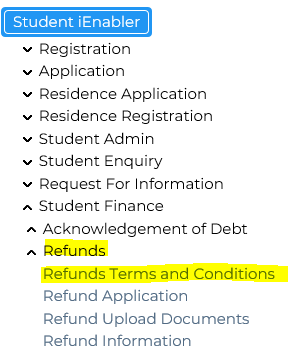 Student iEnabler
Registration
Application
Residence Application
Residence Registration
Student Admin
Student Enquiry
Request For Information
Student Finance
Acknowledgement of Debt
Refunds
Refunds Terms and Conditions
Refund Application
Refund Upload Documents
Refund Information